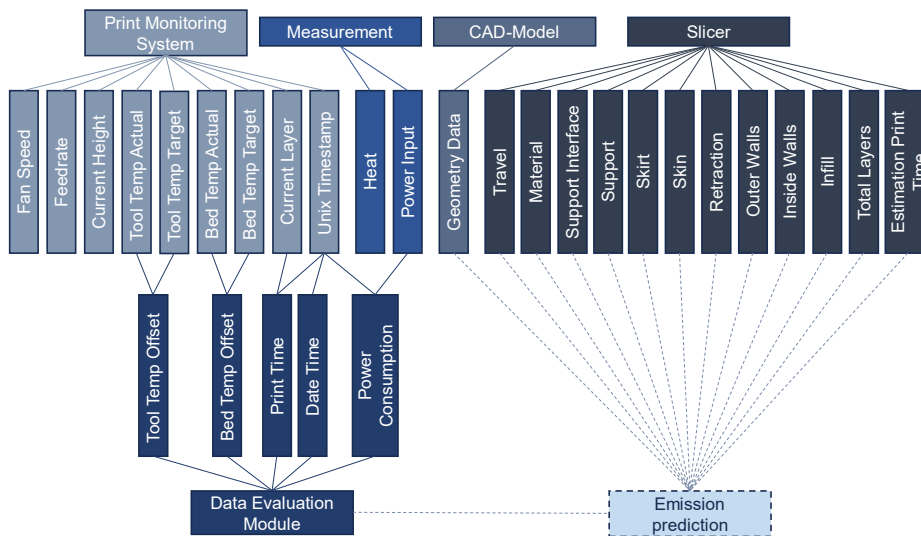 Print Monitoring
System
Measurement
CAD-Model
Slicer
Fan Speed
Feedrate
Current Height
Tool Temp Actual
Tool Temp Target
Bed Temp Actual
Bed Temp Target
Current Layer
Unix Timestamp
Heat
Power Input
Geometry Data
Travel
Material
Support Interface
Support
Skirt
Skin
Retraction
Outer Walls
Inside Walls
Infill
Total Layers
Estimation Print
Time
Tool Temp Offset
Bed Temp Offset
Print Time
Date Time
Power
Consumption
Data Evaluation
Module
Emission
prediction